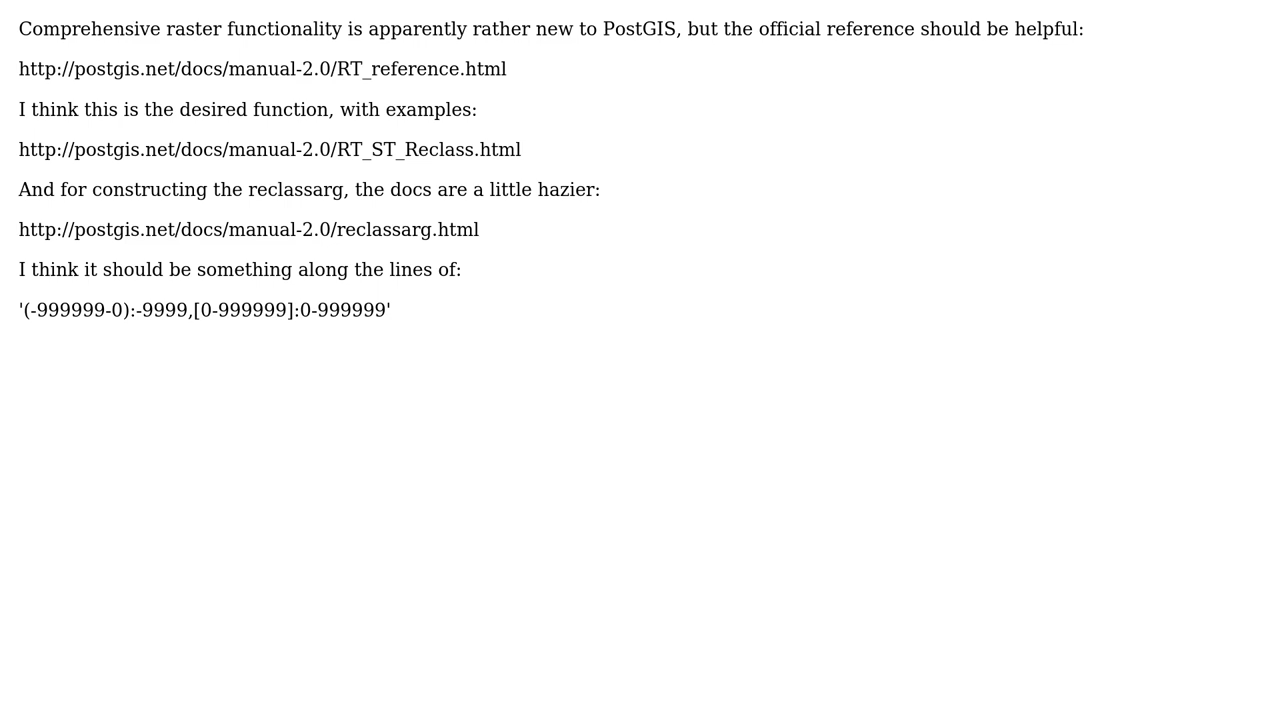 Comprehensive raster functionality is apparently rather new to PostGIS, but the official reference should be helpful:
http://postgis.net/docs/manual-2.0/RT_reference.html
I think this is the desired function, with examples:
http://postgis.net/docs/manual-2.0/RT_ST_Reclass.html
And for constructing the reclassarg, the docs are a little hazier:
http://postgis.net/docs/manual-2.0/reclassarg.html
I think it should be something along the lines of:
'(-999999-0):-9999,[0-999999]:0-999999'